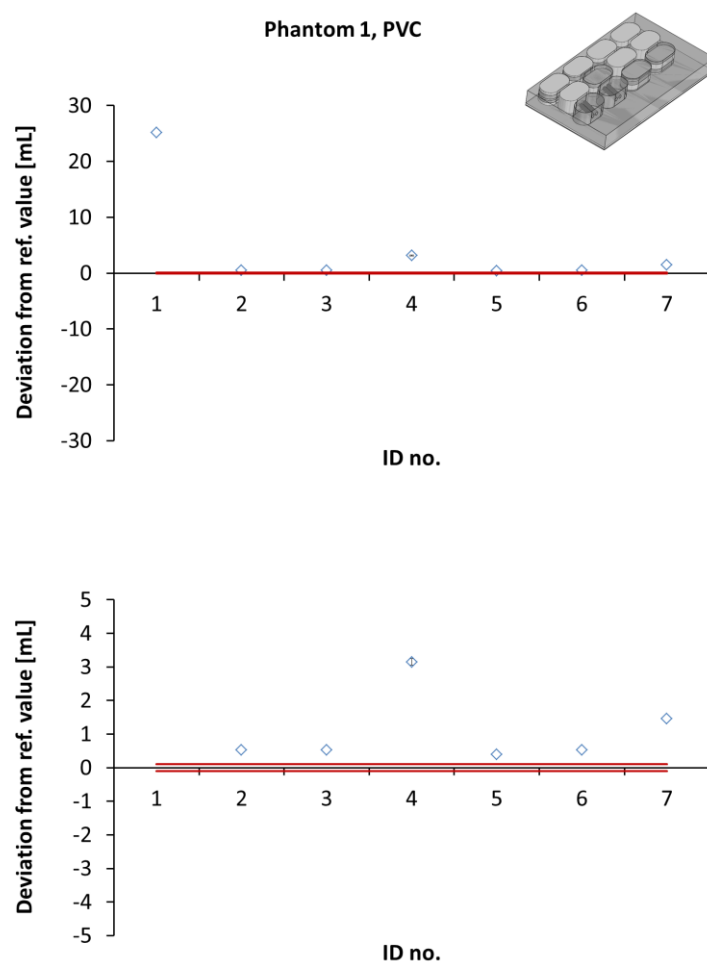 Phantom 1, PVC
Deviation from ref. value [mL]
30
20
10
0
-10
-20
-30
1 2 3 4 5 6 7
ID no.
Deviation from ref. value [mL]
5
4
3
2
1
0
-1
-2
-3
-4
-5
1 2 3 4 5 6 7
ID no.